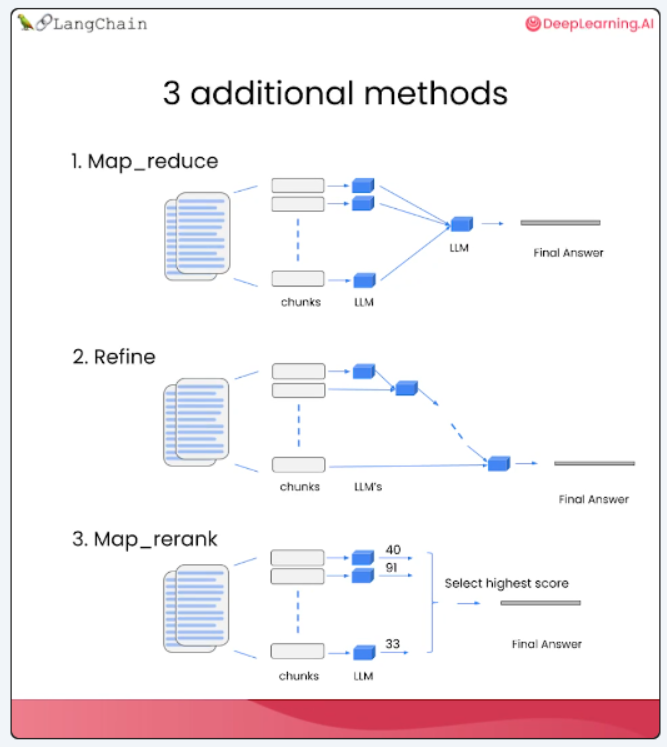 LangChain
DeepLearning.AI
3 additional methods
1. Map_reduce
chunks
LLM
LLM
Final Answer
2. Refine
chunks
LLM's
Final Answer
3. Map_rerank
40
91
33
chunks
LLM
Select highest score
Final Answer